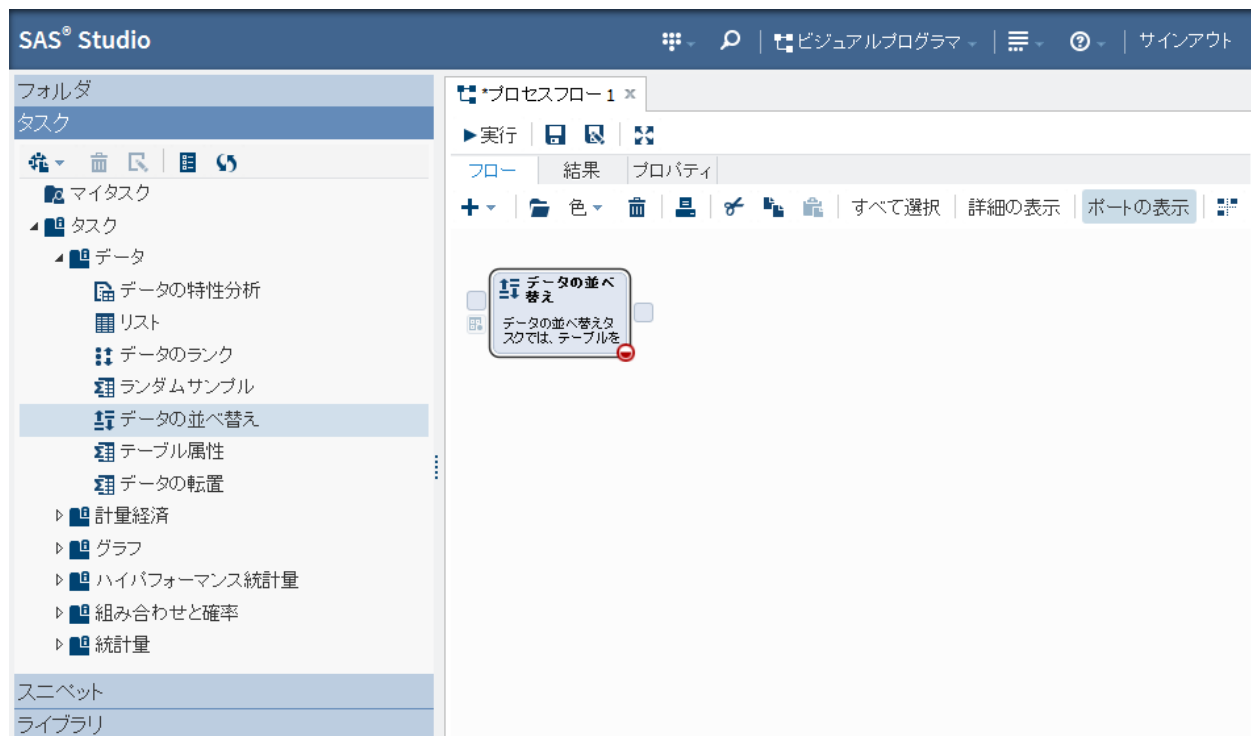 SAS® Studio
ビジュアルプログラマ
サインアウト
フォルダ
タスク
マイタスク
タスク
データ
データの特性分析
リスト
データのランク
ランダムサンプル
データの並べ替え
テーブル属性
データの転置
計量経済
グラフ
ハイパフォーマンス統計量
組み合わせと確率
統計量
スニペット
ライブラリ
*プロセスフロー 1
実行
フロー 結果 プロパティ
色 すべて選択 詳細の表示 ポートの表示
データの並べ
替え
データの並べ替えタ
スクでは、テーブルを